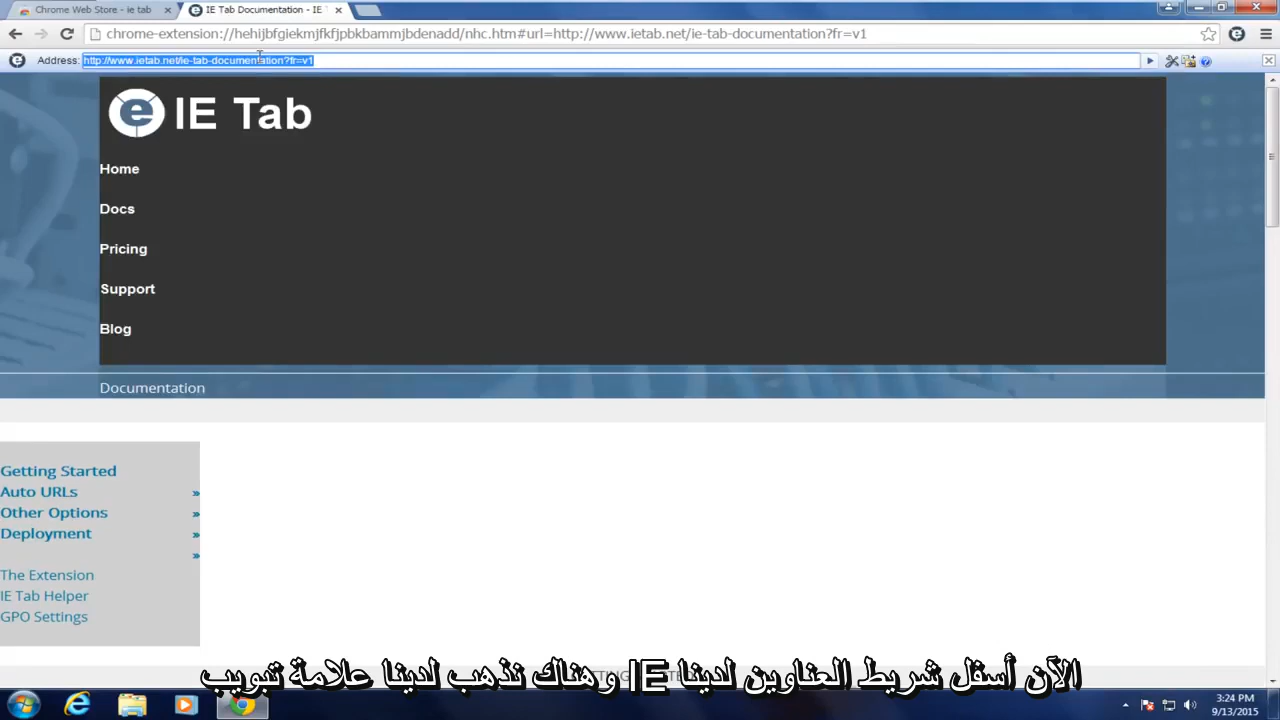 Chrome Web Store - ie tab
IE Tab Documentation - IE T
chrome-extension://hehijbfgiekmjfkfjpbkbammjbdenadd/nhc.htm#url=http://www.ietab.net/ie-tab-documentation?fr=v1
Address: http://www.ietab.net/ie-tab-documentation?fr=v1
IE Tab
Home
Docs
Pricing
Support
Blog
Documentation
Getting Started
Auto URLs »
Other Options »
Deployment »
»
The Extension
IE Tab Helper
GPO Settings
الآن أسفل شريط العناوين لدينا IE وهناك نذهب لدينا علامة تبويب
3:24 PM
9/13/2015